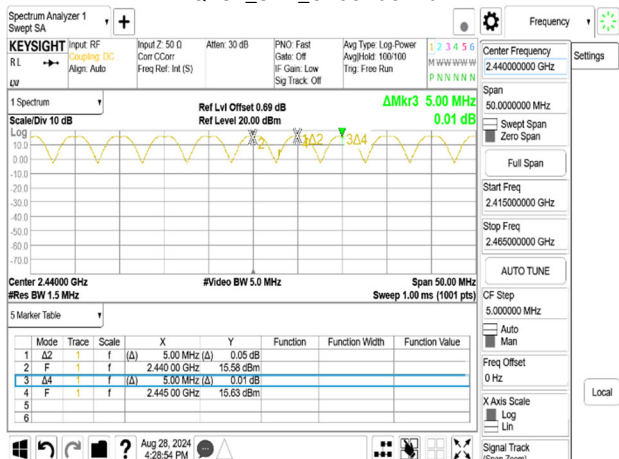 Spectrum Analyzer 1
Swept SA
+
Frequency
KEYSIGHT
RL
Input: RF
Coupling: DC
Align: Auto
Input Z: 50 Ω
Corr CCorr
Freq Ref: Int (S)
Atten: 30 dB
PNO: Fast
Gate: Off
IF Gain: Low
Sig Track: Off
Avg Type: Log-Power
Avg|Hold: 100/100
Trig: Free Run
1 2 3 4 5 6
M W W W W W
P N N N N N
1 Spectrum
Scale/Div 10 dB
Ref Lvl Offset 0.69 dB
Ref Level 20.00 dBm
ΔMkr3 5.00 MHz
0.01 dB
Log
10.0
0.00
-10.0
-20.0
-30.0
-40.0
-50.0
-60.0
-70.0
2
1Δ2
3Δ4
Center 2.44000 GHz
#Video BW 5.0 MHz
Span 50.00 MHz
#Res BW 1.5 MHz
Sweep 1.00 ms (1001 pts)
5 Marker Table
Mode Trace Scale X Y Function Function Width Function Value
1 Δ2 1 f (Δ) 5.00 MHz (Δ) 0.05 dB
2 F 1 f 2.440 00 GHz 15.58 dBm
3 Δ4 1 f (Δ) 5.00 MHz (Δ) 0.01 dB
4 F 1 f 2.445 00 GHz 15.63 dBm
5
6
Aug 28, 2024
4:28:54 PM
Center Frequency
2.440000000 GHz
Settings
Span
50.0000000 MHz
Swept Span
Zero Span
Full Span
Start Freq
2.415000000 GHz
Stop Freq
2.465000000 GHz
AUTO TUNE
CF Step
5.000000 MHz
Auto
Man
Freq Offset
0 Hz
Local
X Axis Scale
Log
Lin
Signal Track
(Span Zoom)